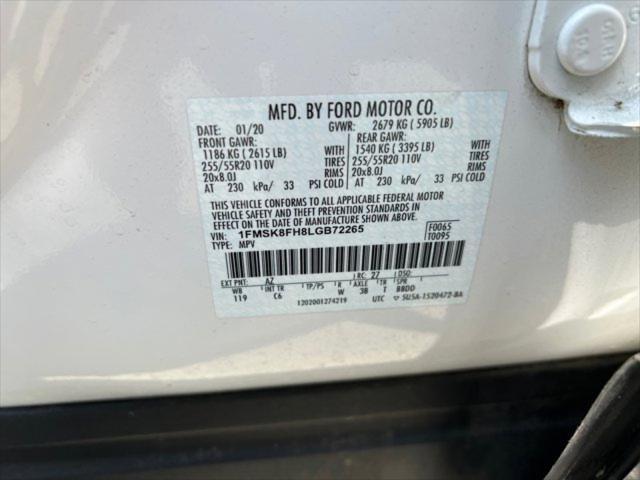 MFD. BY FORD MOTOR CO.
DATE: 01/20 GVWR: 2679 KG ( 5905 LB)
FRONT GAWR: REAR GAWR:
1186 KG ( 2615 LB) WITH 1540 KG ( 3395 LB) WITH
255/55R20 110V TIRES 255/55R20 110V TIRES
20x8.0J RIMS 20x8.0J RIMS
AT 230 kPa/ 33 PSI COLD AT 230 kPa/ 33 PSI COLD
THIS VEHICLE CONFORMS TO ALL APPLICABLE FEDERAL MOTOR
VEHICLE SAFETY AND THEFT PREVENTION STANDARDS IN
EFFECT ON THE DATE OF MANUFACTURE SHOWN ABOVE.
VIN: 1FMSK8FH8LGB72265 F0065
TYPE: MPV T0095
EXT PNT: AZ RC: 27 DSO:
WB INT TR TP/PS R AXLE TR SPR
119 C6 W 3B T BBDD
1202001274219 UTC 5U5A-1520472-BA